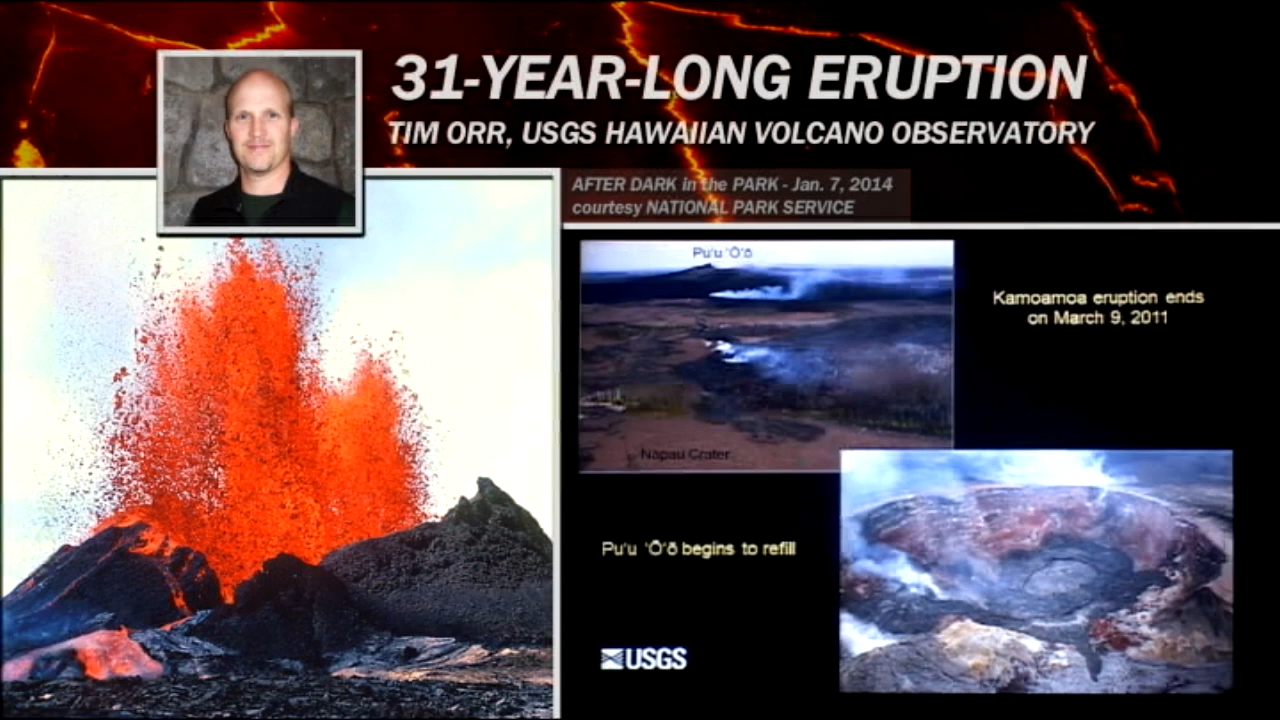 31-YEAR-LONG ERUPTION
TIM ORR, USGS HAWAIIAN VOLCANO OBSERVATORY
AFTER DARK in the PARK - Jan. 7, 2014
courtesy NATIONAL PARK SERVICE
Pu'u 'Ō'ō
Kamoamoa eruption ends
on March 9, 2011
Napau Crater
Pu'u 'Ō'ō begins to refill
USGS